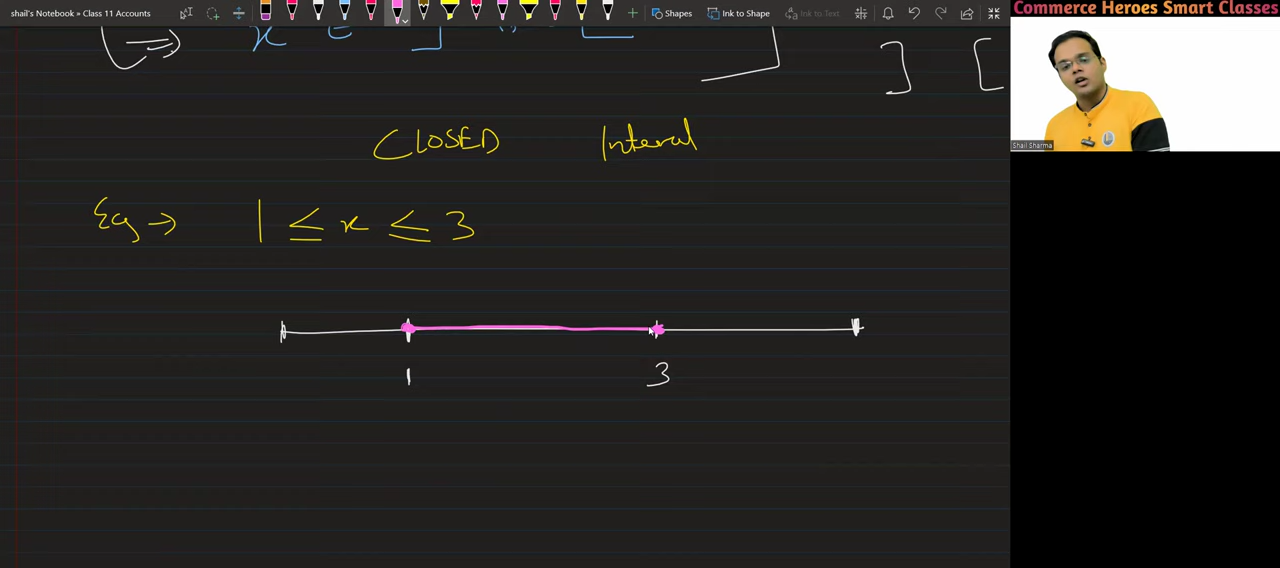 shail's Notebook » Class 11 Accounts
Shapes
Ink to Shape
Ink to Text
Commerce Heroes Smart Classes
Shail Sharma
x ∈ ] [
] [
CLOSED Interal
Eg → 1 ≤ x ≤ 3
1 3